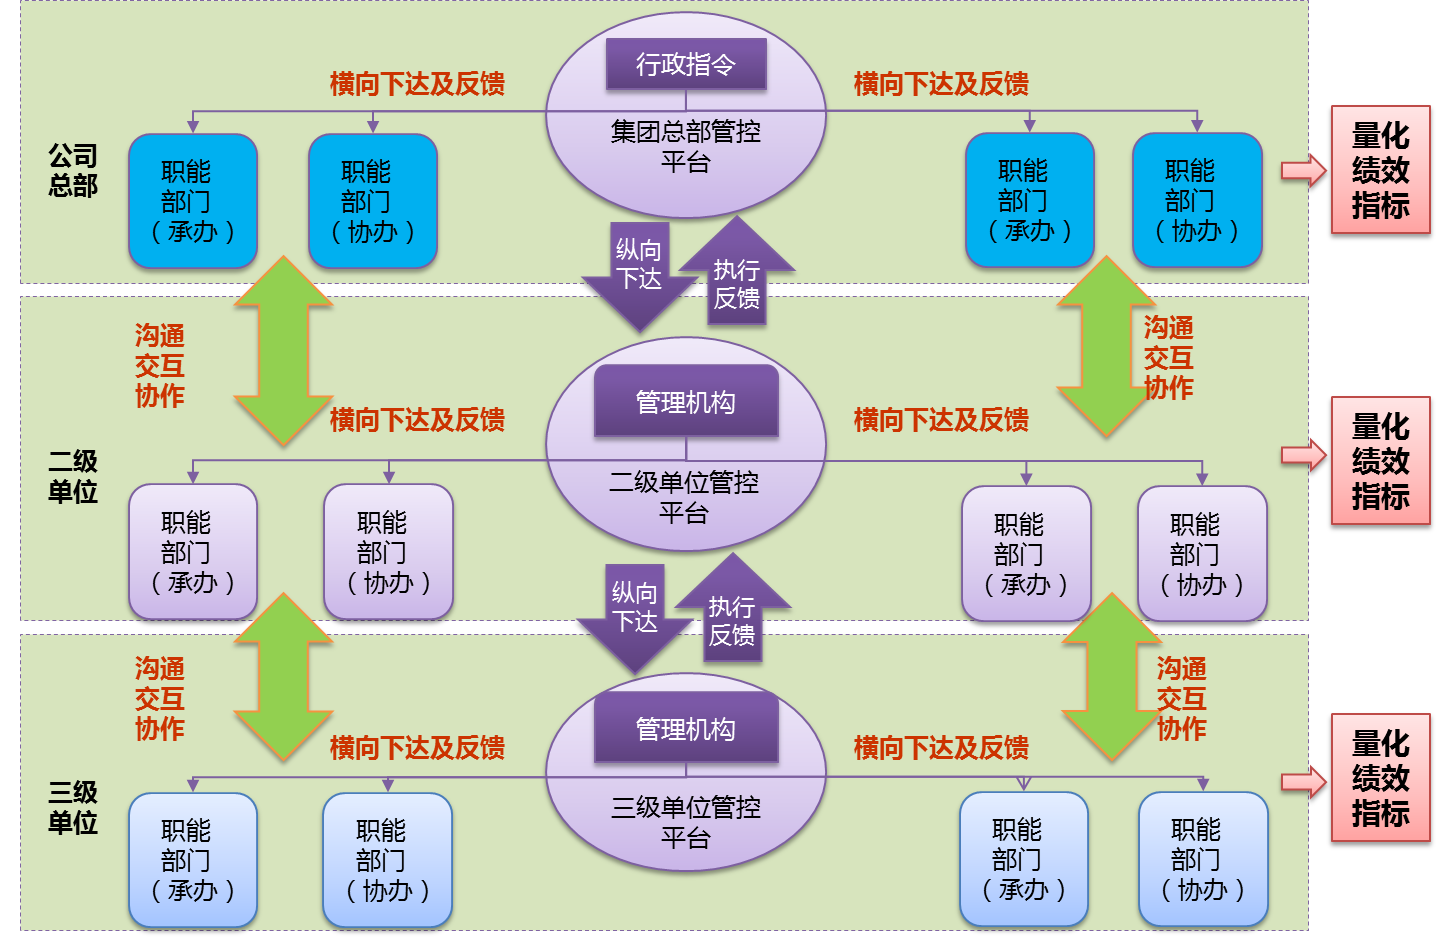 行政指令
横向下达及反馈
横向下达及反馈
集团总部管控
平台
公司
总部
职能
部门
（承办）
职能
部门
（协办）
职能
部门
（承办）
职能
部门
（协办）
量化
绩效
指标
纵向
下达
执行
反馈
沟通
交互
协作
沟通
交互
协作
管理机构
横向下达及反馈
横向下达及反馈
二级单位管控
平台
二级
单位
职能
部门
（承办）
职能
部门
（协办）
职能
部门
（承办）
职能
部门
（协办）
量化
绩效
指标
纵向
下达
执行
反馈
沟通
交互
协作
沟通
交互
协作
管理机构
横向下达及反馈
横向下达及反馈
三级单位管控
平台
三级
单位
职能
部门
（承办）
职能
部门
（协办）
职能
部门
（承办）
职能
部门
（协办）
量化
绩效
指标